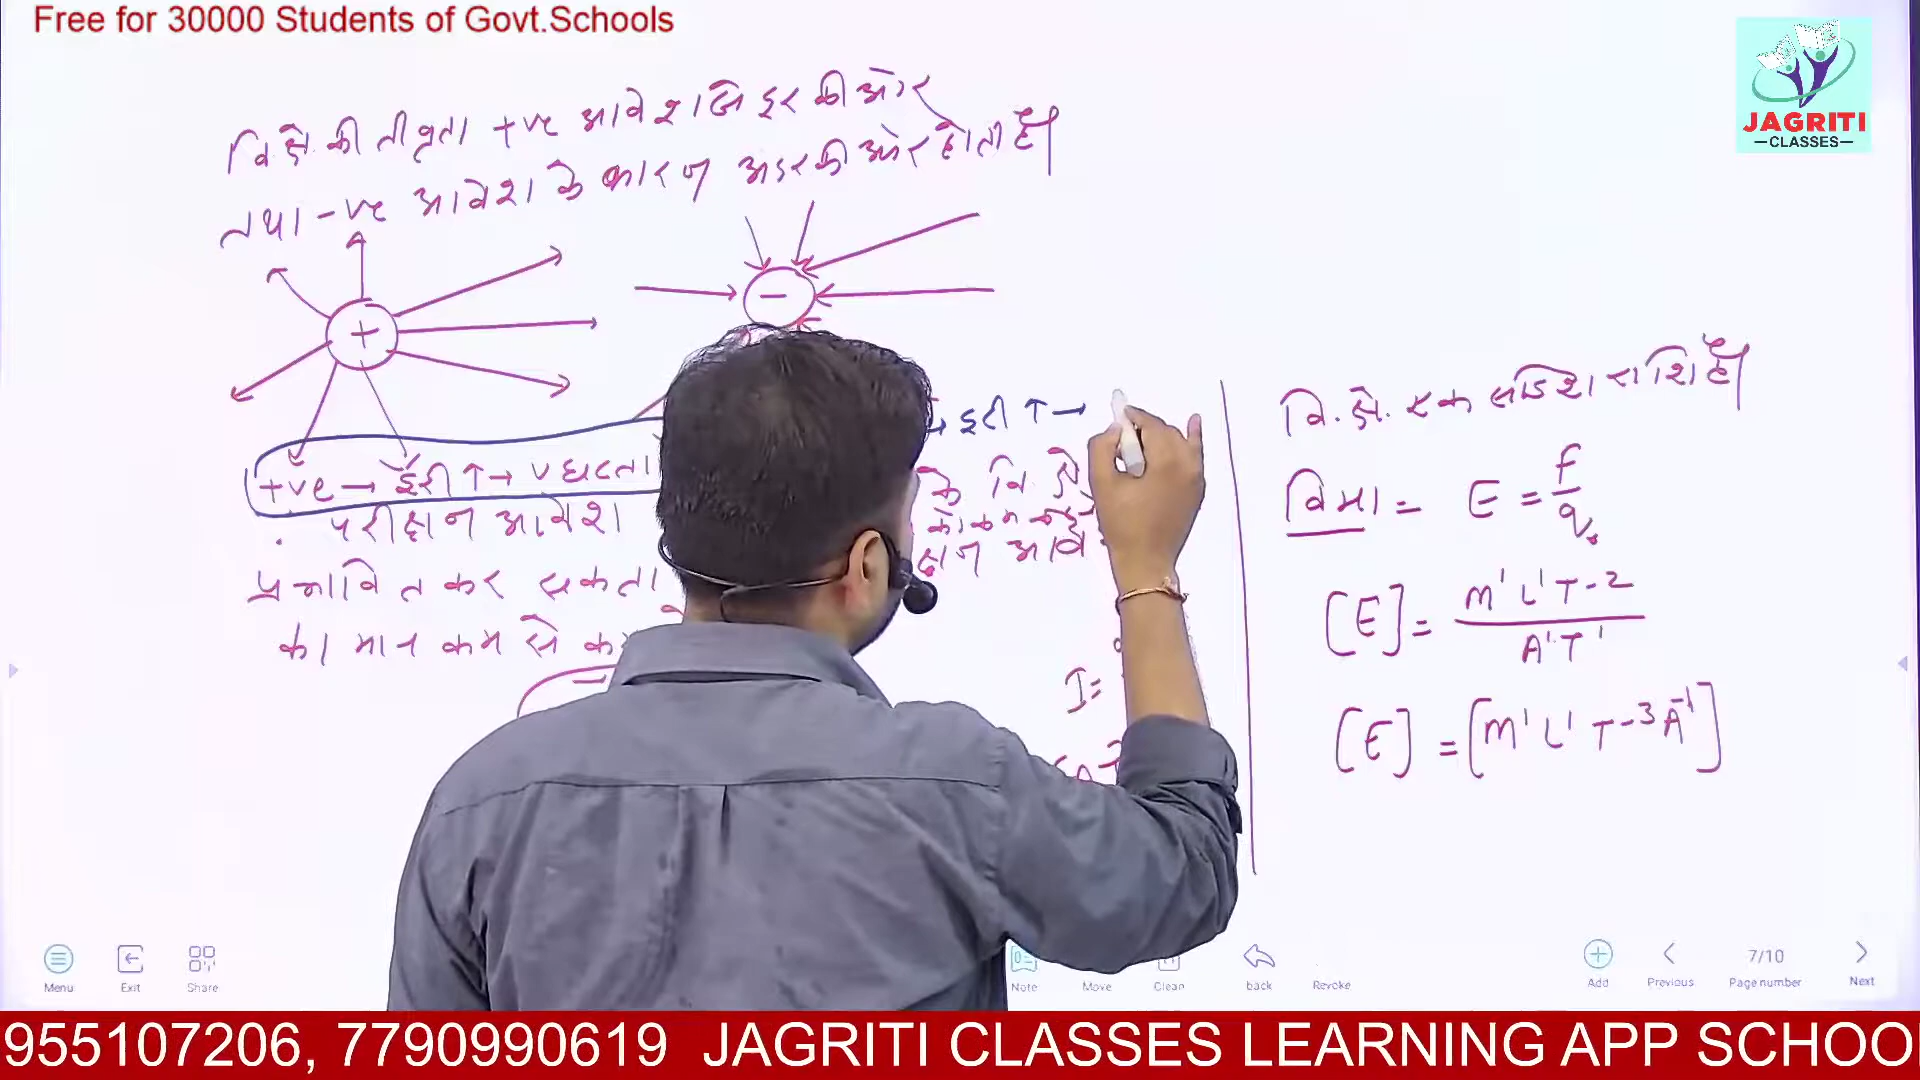 Free for 30000 Students of Govt.Schools
JAGRITI
CLASSES
वि.क्षे. की तीव्रता +ve आवेश दूर की ओर
तथा -ve आवेश के कारण अंदर की ओर होती है
+
−
→ दूरी ↑ →
+ve → दूरी ↑ → V घटता
के वि
परीक्षण आवेश
प्रभावित कर सकता
का मान कम से क
I =
वि.क्षे. एक सदिश राशि है
विमा = E = F/q₀
[E] = M¹L¹T-2 / A¹T¹
[E] = [M¹L¹T-3A-1]
Menu
Exit
Share
Note
Move
Clean
back
Revoke
Add
Previous
7/10
Page number
Next
955107206, 7790990619 JAGRITI CLASSES LEARNING APP SCHOO